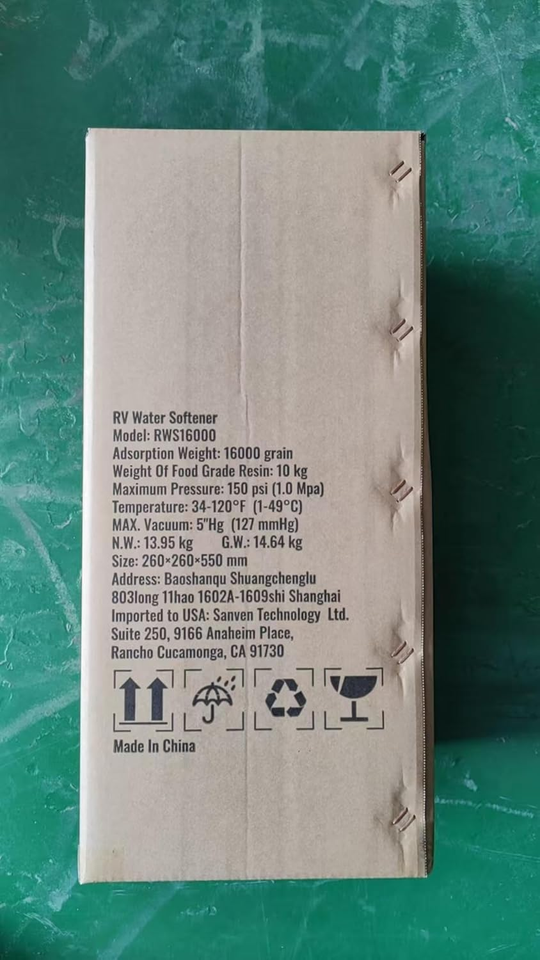 RV Water Softener
Model: RWS16000
Adsorption Weight: 16000 grain
Weight Of Food Grade Resin: 10 kg
Maximum Pressure: 150 psi (1.0 Mpa)
Temperature: 34-120°F (1-49°C)
MAX. Vacuum: 5"Hg (127 mmHg)
N.W.: 13.95 kg G.W.: 14.64 kg
Size: 260×260×550 mm
Address: Baoshanqu Shuangchenglu
803long 11hao 1602A-1609shi Shanghai
Imported to USA: Sanven Technology Ltd.
Suite 250, 9166 Anaheim Place,
Rancho Cucamonga, CA 91730
Made In China